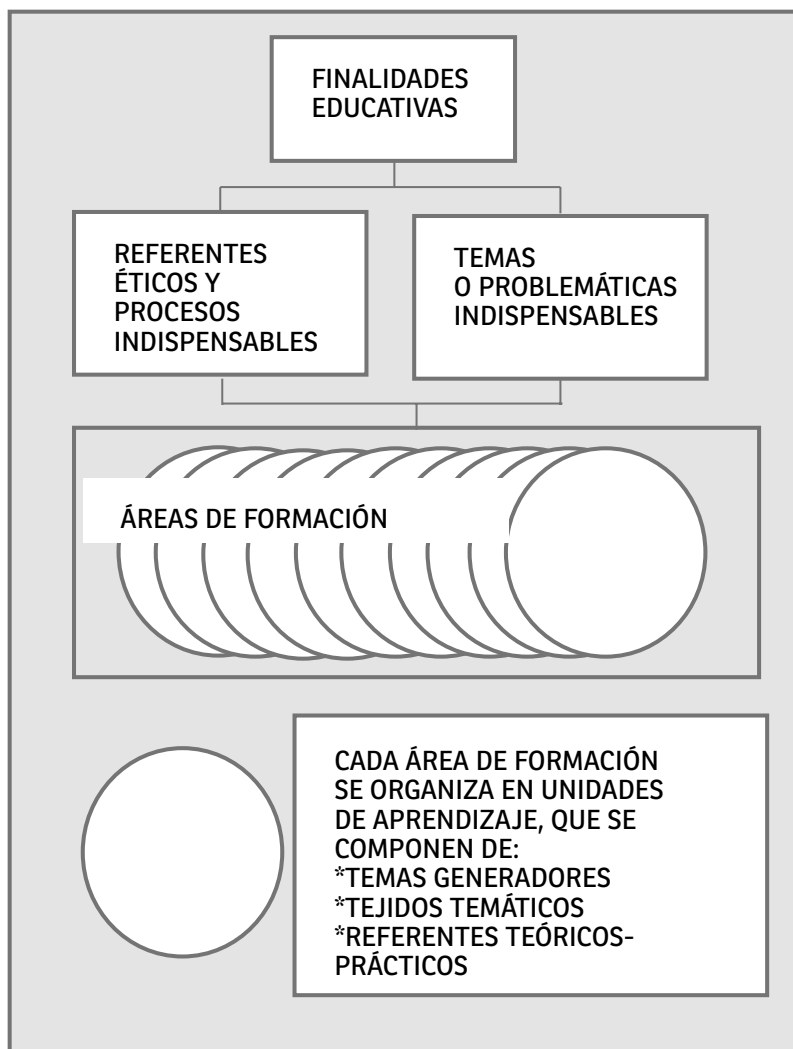 FINALIDADES
EDUCATIVAS
REFERENTES
ÉTICOS Y
PROCESOS
INDISPENSABLES
TEMAS
O PROBLEMÁTICAS
INDISPENSABLES
ÁREAS DE FORMACIÓN
CADA ÁREA DE FORMACIÓN
SE ORGANIZA EN UNIDADES
DE APRENDIZAJE, QUE SE
COMPONEN DE:
*TEMAS GENERADORES
*TEJIDOS TEMÁTICOS
*REFERENTES TEÓRICOS-
PRÁCTICOS